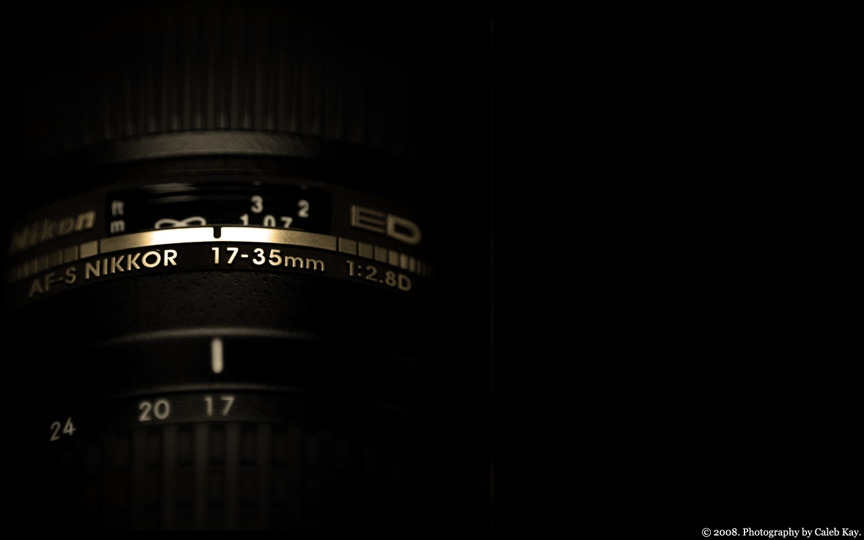 Nikon ft 3 2 ED
m ∞ 1 0.7
AF-S NIKKOR 17-35mm 1:2.8D
24 20 17
© 2008. Photography by Caleb Kay.